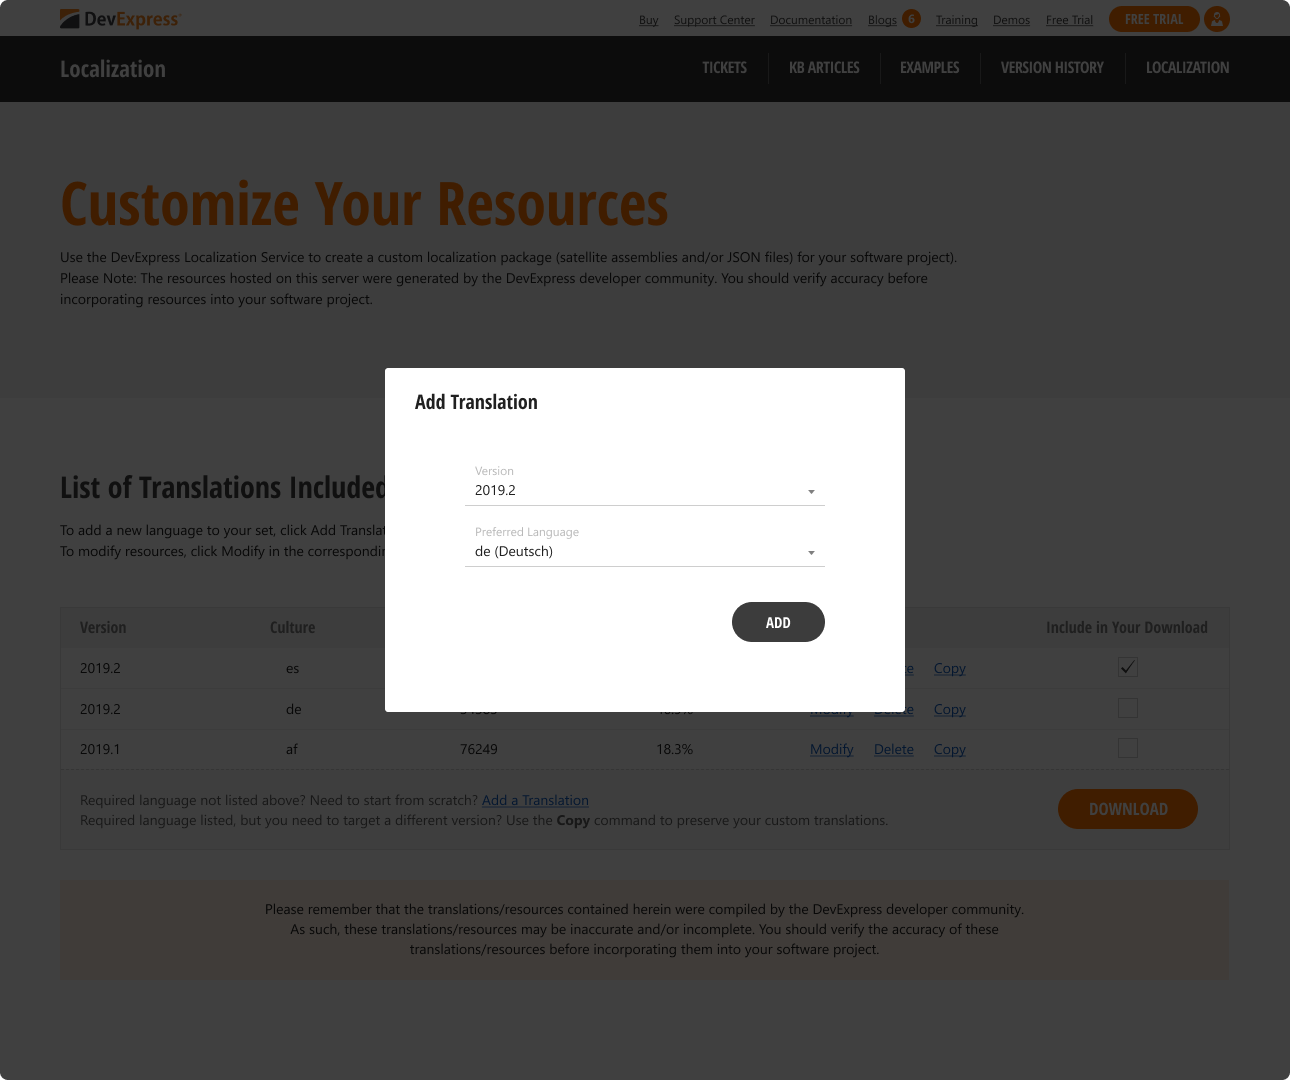 DevExpress
Buy Support Center Documentation Blogs 6 Training Demos Free Trial FREE TRIAL
Localization
TICKETS KB ARTICLES EXAMPLES VERSION HISTORY LOCALIZATION
Customize Your Resources
Use the DevExpress Localization Service to create a custom localization package (satellite assemblies and/or JSON files) for your software project).
Please Note: The resources hosted on this server were generated by the DevExpress developer community. You should verify accuracy before
incorporating resources into your software project.
Add Translation
Version
2019.2
Preferred Language
de (Deutsch)
ADD
List of Translations Included
To add a new language to your set, click Add
To modify resources, click Modify in the
Version Culture Include in Your Download
2019.2 es Copy
2019.2 de Modify Delete Copy
2019.1 af 76249 18.3% Modify Delete Copy
Required language not listed above? Need to start from scratch? Add a Translation
Required language listed, but you need to target a different version? Use the Copy command to preserve your custom translations.
DOWNLOAD
Please remember that the translations/resources contained herein were compiled by the DevExpress developer community.
As such, these translations/resources may be inaccurate and/or incomplete. You should verify the accuracy of these
translations/resources before incorporating them into your software project.